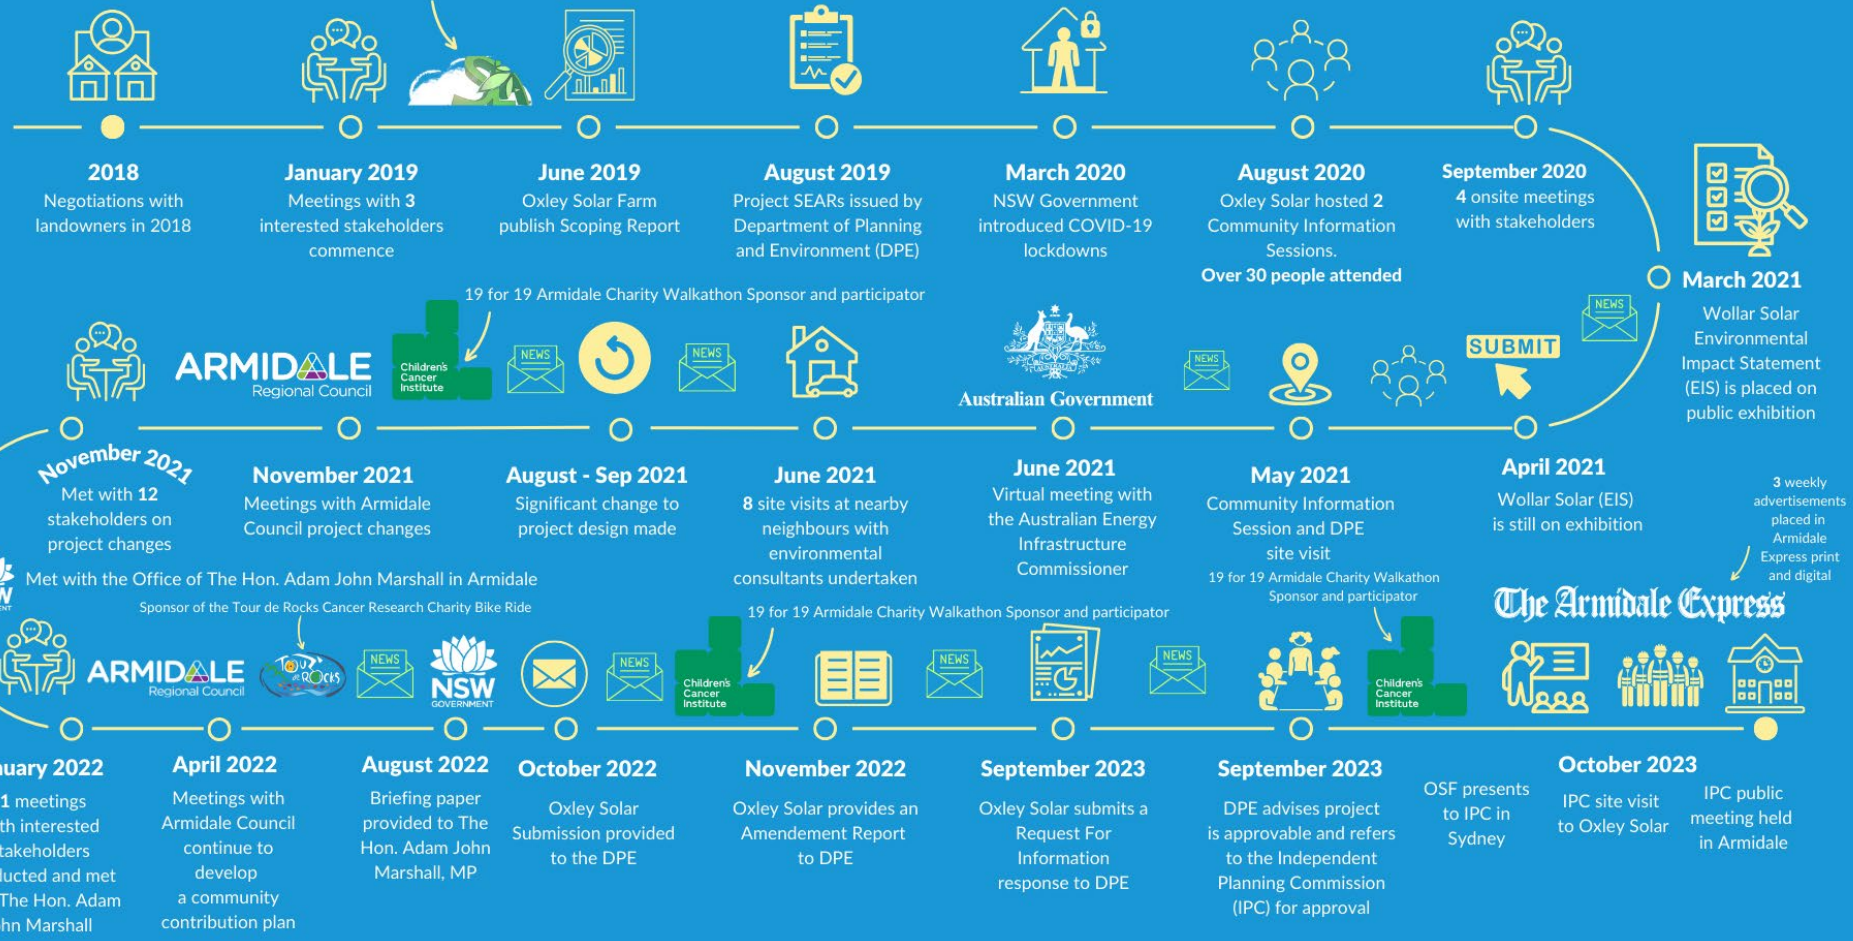 2018
Negotiations with
landowners in 2018
January 2019
Meetings with 3
interested stakeholders
commence
June 2019
Oxley Solar Farm
publish Scoping Report
August 2019
Project SEARs issued by
Department of Planning
and Environment (DPE)
March 2020
NSW Government
introduced COVID-19
lockdowns
August 2020
Oxley Solar hosted 2
Community Information
Sessions.
Over 30 people attended
September 2020
4 onsite meetings
with stakeholders
March 2021
Wollar Solar
Environmental
Impact Statement
(EIS) is placed on
public exhibition
NEWS
SUBMIT
April 2021
Wollar Solar (EIS)
is still on exhibition
NEWS
May 2021
Community Information
Session and DPE
site visit
Australian Government
June 2021
Virtual meeting with
the Australian Energy
Infrastructure
Commissioner
June 2021
8 site visits at nearby
neighbours with
environmental
consultants undertaken
NEWS
August - Sep 2021
Significant change to
project design made
NEWS
19 for 19 Armidale Charity Walkathon Sponsor and participator
Children's
Cancer
Institute
ARMIDALE
Regional Council
November 2021
Meetings with Armidale
Council project changes
November 2021
Met with 12
stakeholders on
project changes
Met with the Office of The Hon. Adam John Marshall in Armidale
Sponsor of the Tour de Rocks Cancer Research Charity Bike Ride
uary 2022
1 meetings
th interested
takeholders
ucted and met
The Hon. Adam
hn Marshall
ARMIDALE
Regional Council
April 2022
Meetings with
Armidale Council
continue to
develop
a community
contribution plan
TOUR
de ROCKS
NEWS
NSW
GOVERNMENT
August 2022
Briefing paper
provided to The
Hon. Adam John
Marshall, MP
October 2022
Oxley Solar
Submission provided
to the DPE
NEWS
19 for 19 Armidale Charity Walkathon Sponsor and participator
Children's
Cancer
Institute
November 2022
Oxley Solar provides an
Amendement Report
to DPE
NEWS
September 2023
Oxley Solar submits a
Request For
Information
response to DPE
NEWS
September 2023
DPE advises project
is approvable and refers
to the Independent
Planning Commission
(IPC) for approval
19 for 19 Armidale Charity Walkathon
Sponsor and participator
Children's
Cancer
Institute
3 weekly
advertisements
placed in
Armidale
Express print
and digital
The Armidale Express
October 2023
OSF presents
to IPC in
Sydney
IPC site visit
to Oxley Solar
IPC public
meeting held
in Armidale